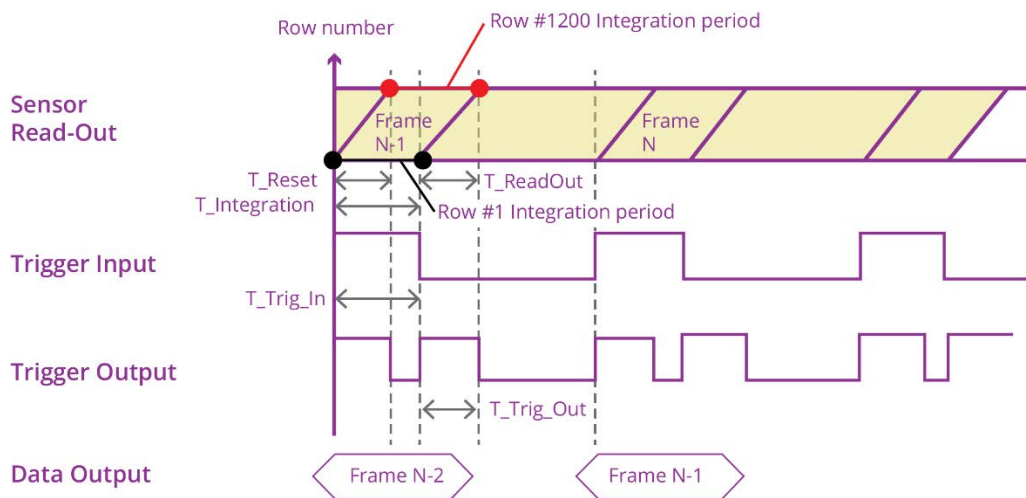 Row #1200 Integration period
Row number
Sensor
Read-Out
Frame
N-1
Frame
N
T_Reset
T_ReadOut
T_Integration
Row #1 Integration period
Trigger Input
T_Trig_In
Trigger Output
T_Trig_Out
Data Output
Frame N-2
Frame N-1